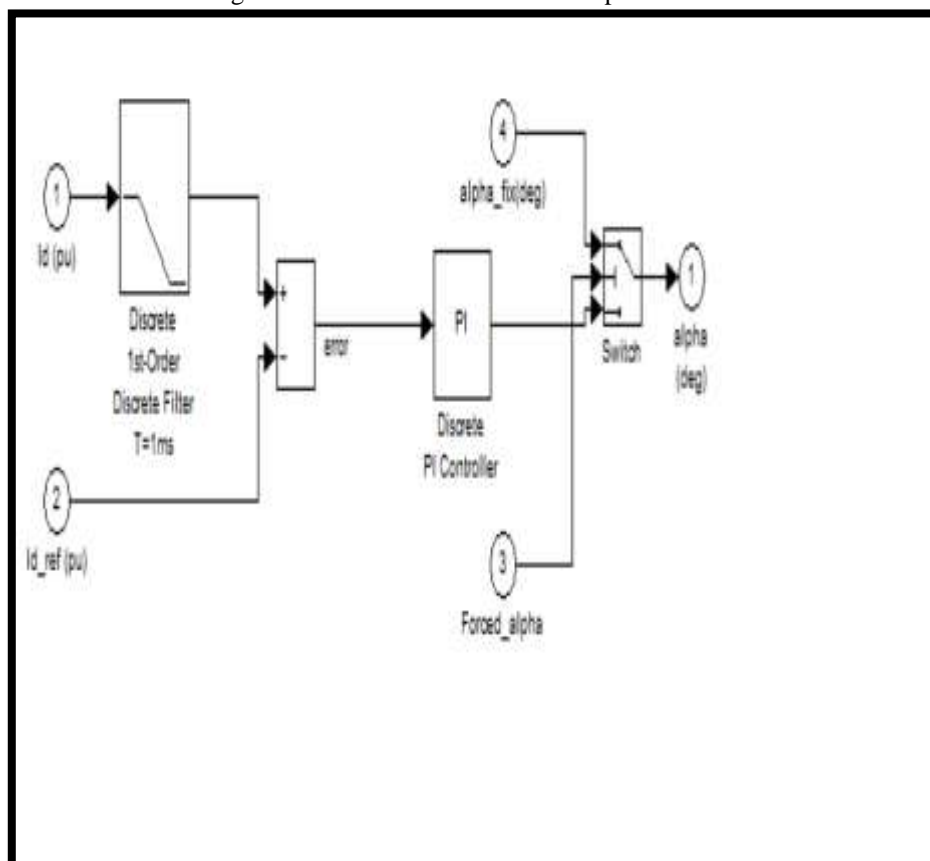 4
alpha_fix(deg)
1
Id (pu)
+
−
error
PI
Discrete
PI Controller
Switch
1
alpha
(deg)
Discrete
1st-Order
Discrete Filter
T=1ms
2
Id_ref (pu)
3
Forced_alpha